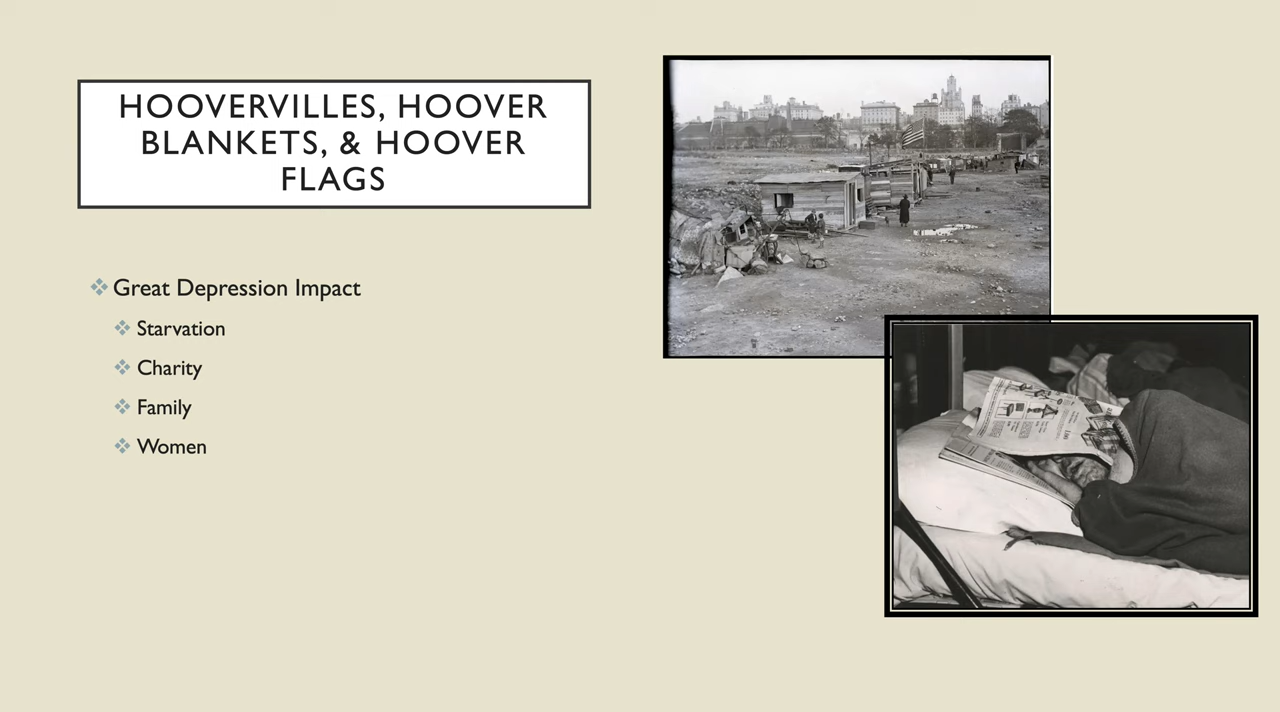 HOOVERVILLES, HOOVER
BLANKETS, & HOOVER
FLAGS
Great Depression Impact
Starvation
Charity
Family
Women